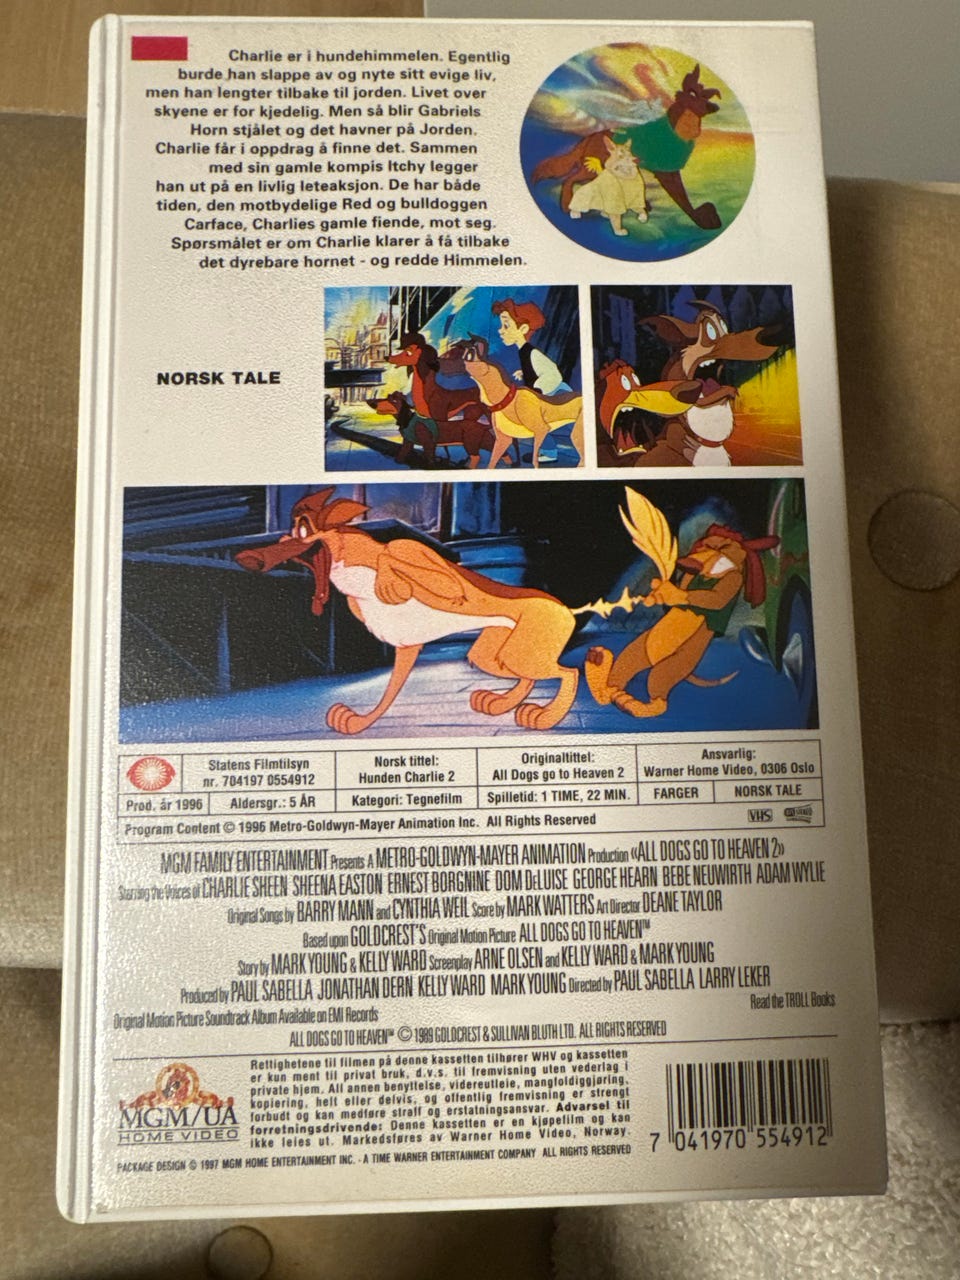 Charlie er i hundehimmelen. Egentlig
burde han slappe av og nyte sitt evige liv,
men han lengter tilbake til jorden. Livet over
skyene er for kjedelig. Men så blir Gabriels
Horn stjålet og det havner på Jorden.
Charlie får i oppdrag å finne det. Sammen
med sin gamle kompis Itchy legger
han ut på en livlig leteaksjon. De har både
tiden, den motbydelige Red og bulldoggen
Carface, Charlies gamle fiende, mot seg.
Spørsmålet er om Charlie klarer å få tilbake
det dyrebare hornet - og redde Himmelen.
NORSK TALE
Statens Filmtilsyn
nr. 704197 0554912
Norsk tittel:
Hunden Charlie 2
Originaltittel:
All Dogs go to Heaven 2
Ansvarlig:
Warner Home Video, 0306 Oslo
Prod. år 1996
Aldersgr.: 5 ÅR
Kategori: Tegnefilm
Spilletid: 1 TIME, 22 MIN.
FARGER
NORSK TALE
Program Content © 1996 Metro-Goldwyn-Mayer Animation Inc. All Rights Reserved
VHS
MGM FAMILY ENTERTAINMENT Presents A METRO-GOLDWYN-MAYER ANIMATION Production «ALL DOGS GO TO HEAVEN 2»
Starring the Voices of CHARLIE SHEEN SHEENA EASTON ERNEST BORGNINE DOM DeLUISE GEORGE HEARN BEBE NEUWIRTH ADAM WYLIE
Original Songs by BARRY MANN and CYNTHIA WEIL Score by MARK WATTERS Art Director DEANE TAYLOR
Based upon GOLDCREST'S Original Motion Picture ALL DOGS GO TO HEAVEN™
Story by MARK YOUNG & KELLY WARD Screenplay ARNE OLSEN and KELLY WARD & MARK YOUNG
Produced by PAUL SABELLA JONATHAN DERN KELLY WARD MARK YOUNG Directed by PAUL SABELLA LARRY LEKER
Original Motion Picture Soundtrack Album Available on EMI Records
Read the TROLL Books
ALL DOGS GO TO HEAVEN™ © 1989 GOLDCREST & SULLIVAN BLUTH LTD. ALL RIGHTS RESERVED
MGM/UA
HOME VIDEO
Rettighetene til filmen på denne kassetten tilhører WHV og kassetten
er kun ment til privat bruk, d.v.s. til fremvisning uten vederlag i
private hjem. All annen benyttelse, videreutleie, mangfoldiggjøring,
kopiering, helt eller delvis, og offentlig fremvisning er strengt
forbudt og kan medføre straff og erstatningsansvar. Advarsel til
forretningsdrivende: Denne kassetten er en kjøpefilm og kan
ikke leies ut. Markedsføres av Warner Home Video, Norway.
7 041970 554912
PACKAGE DESIGN © 1997 MGM HOME ENTERTAINMENT INC. - A TIME WARNER ENTERTAINMENT COMPANY ALL RIGHTS RESERVED